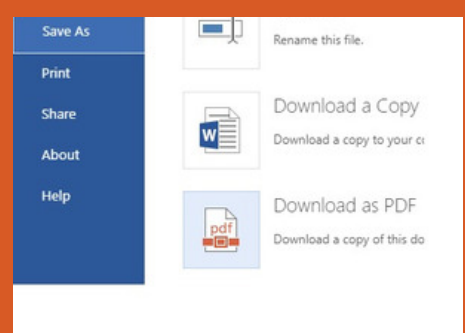 Save As
Print
Share
About
Help
Rename this file.
Download a Copy
W
Download a copy to your
Download as PDF
pdf
Download a copy of this do